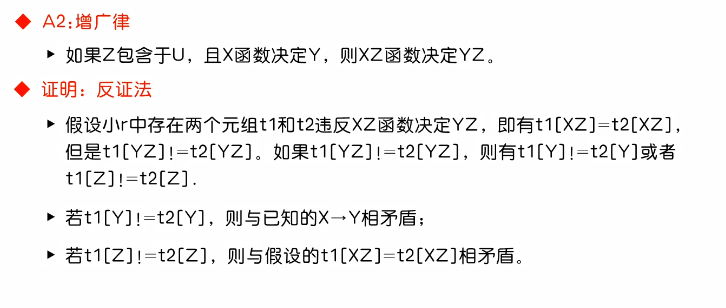 ◆ A2:增广律
▶ 如果Z包含于U，且X函数决定Y，则XZ函数决定YZ。
◆ 证明：反证法
▶ 假设小r中存在两个元组t1和t2违反XZ函数决定YZ，即有t1[XZ]=t2[XZ]，
但是t1[YZ]!=t2[YZ]。如果t1[YZ]!=t2[YZ]，则有t1[Y]!=t2[Y]或者
t1[Z]!=t2[Z].
▶ 若t1[Y]!=t2[Y]，则与已知的X→Y相矛盾；
▶ 若t1[Z]!=t2[Z]，则与假设的t1[XZ]=t2[XZ]相矛盾。